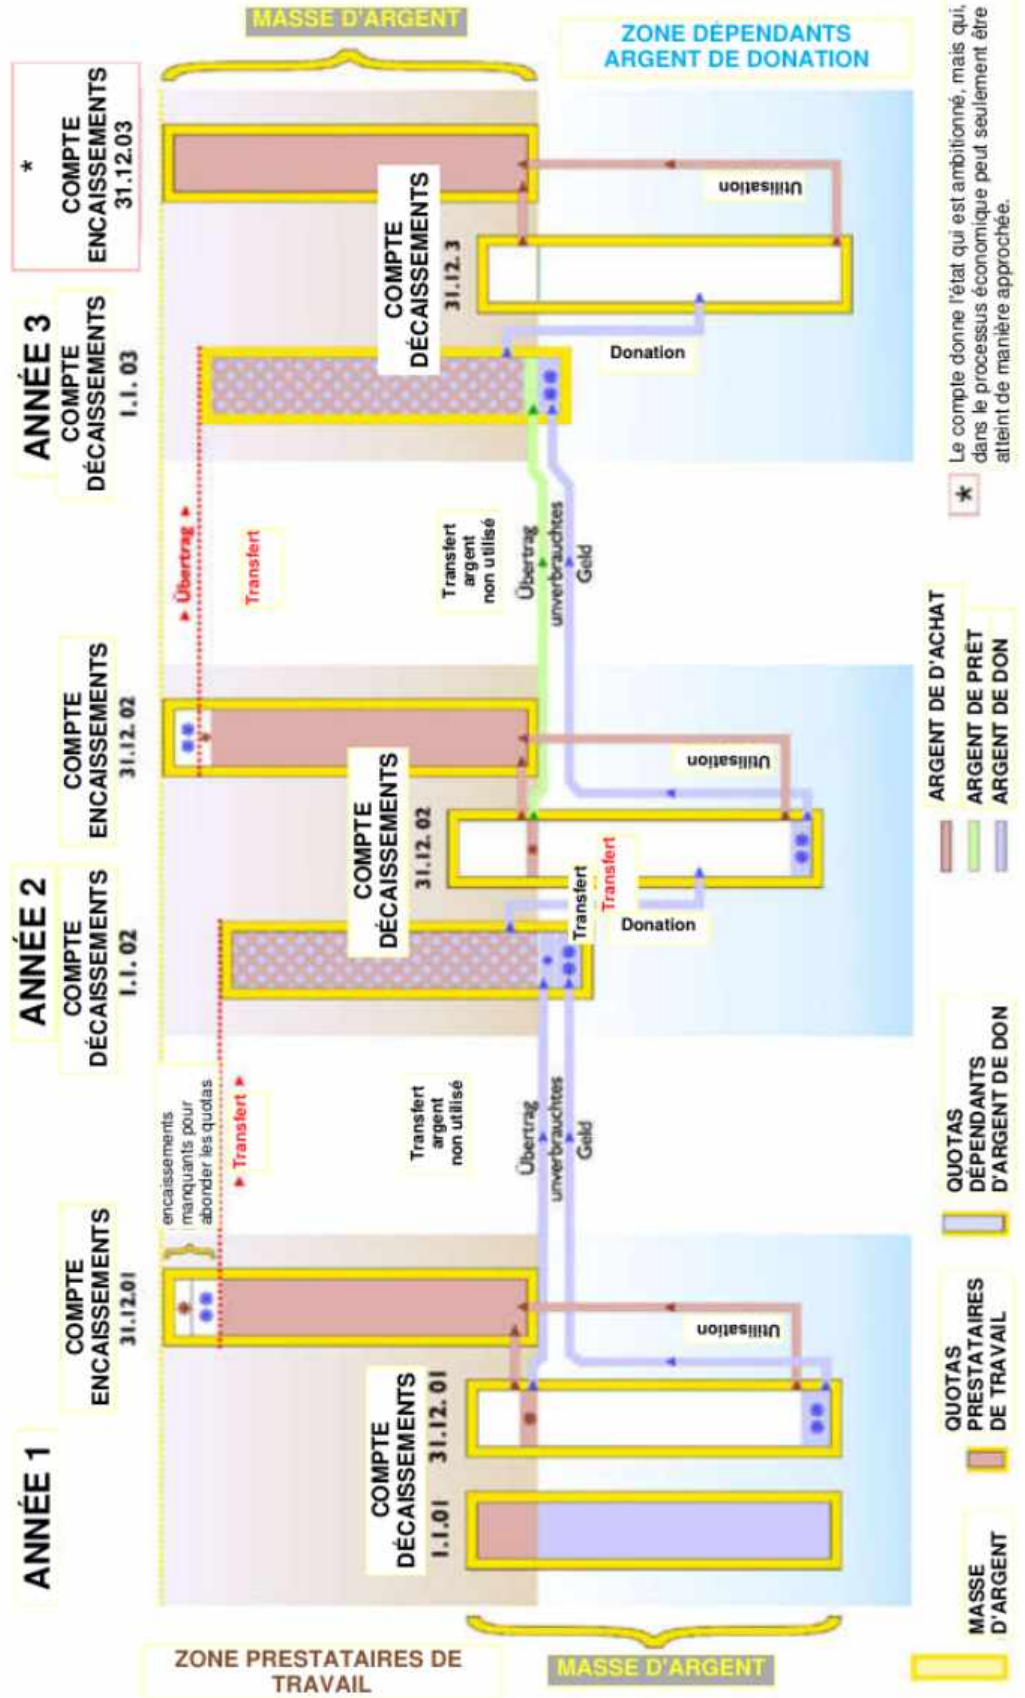 ANNÉE 1
ANNÉE 2
ANNÉE 3
*
COMPTE
ENCAISSEMENTS
31.12.01
COMPTE
DÉCAISSEMENTS
1.1.02
COMPTE
ENCAISSEMENTS
31.12.02
COMPTE
DÉCAISSEMENTS
1.1.03
COMPTE
ENCAISSEMENTS
31.12.03
MASSE D'ARGENT
encaissements
manquants pour
abonder les quotas
Transfert
Übertrag
Transfert
ZONE PRESTATAIRES DE
TRAVAIL
COMPTE
DÉCAISSEMENTS
1.1.01
31.12.01
Transfert
argent
non utilisé
Übertrag
unverbrauchtes
Geld
COMPTE
DÉCAISSEMENTS
31.12.02
Transfert
argent
non utilisé
Übertrag
unverbrauchtes
Geld
COMPTE
DÉCAISSEMENTS
31.12.3
ZONE DÉPENDANTS
ARGENT DE DONATION
MASSE D'ARGENT
Utilisation
Transfert
Transfert
Donation
Utilisation
Donation
Utilisation
MASSE
D'ARGENT
QUOTAS
PRESTATAIRES
DE TRAVAIL
QUOTAS
DÉPENDANTS
D'ARGENT DE DON
ARGENT D'ACHAT
ARGENT DE PRÊT
ARGENT DE DON
* Le compte donne l'état qui est ambitionné, mais qui,
dans le processus économique peut seulement être
atteint de manière approchée.